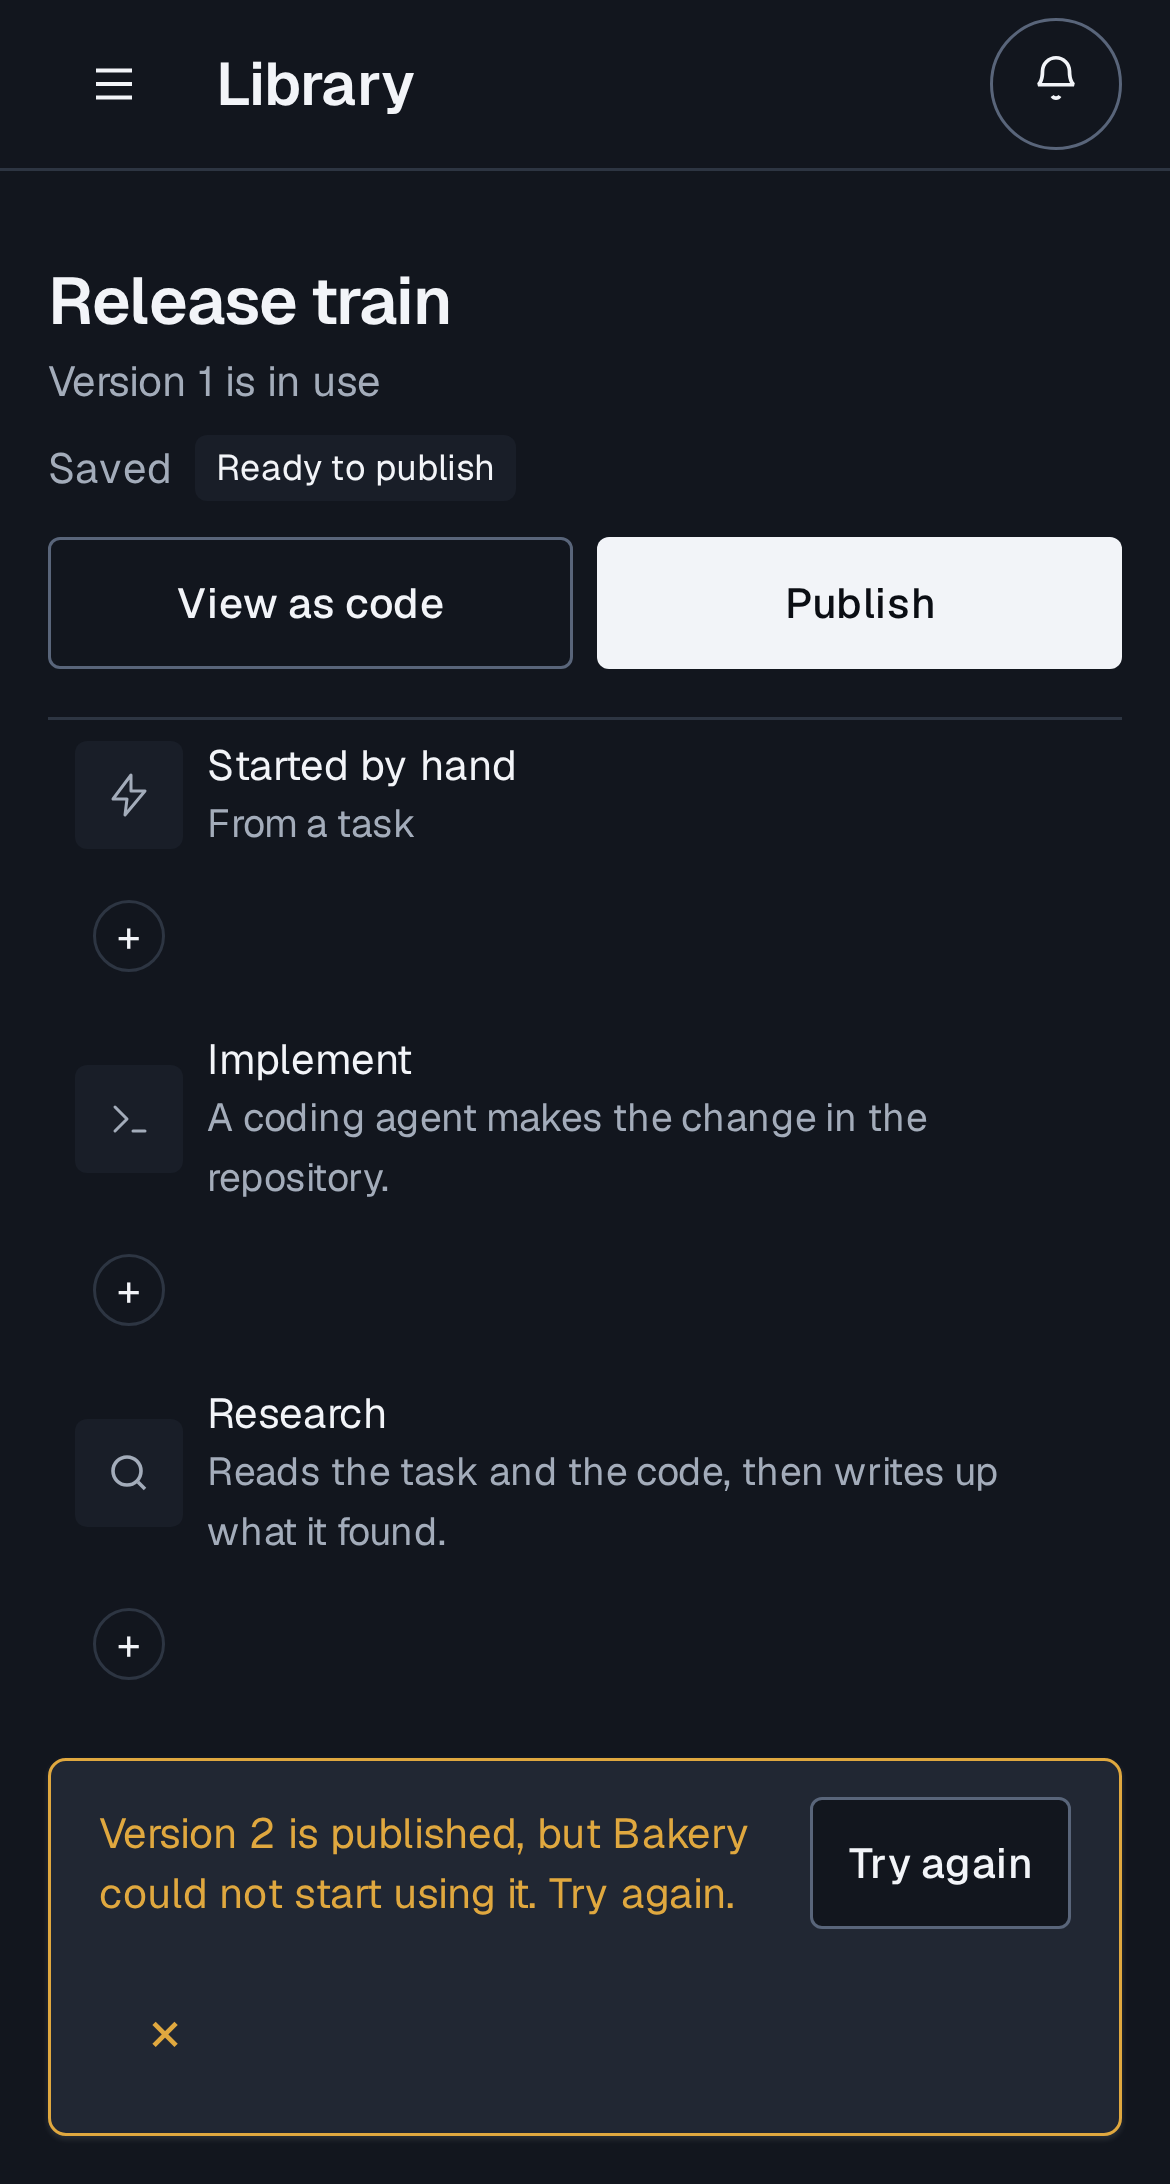 Library
Release train
Version 1 is in use
Saved
Ready to publish
View as code
Publish
Started by hand
From a task
+
Implement
A coding agent makes the change in the
repository.
+
Research
Reads the task and the code, then writes up
what it found.
+
Version 2 is published, but Bakery
could not start using it. Try again.
Try again